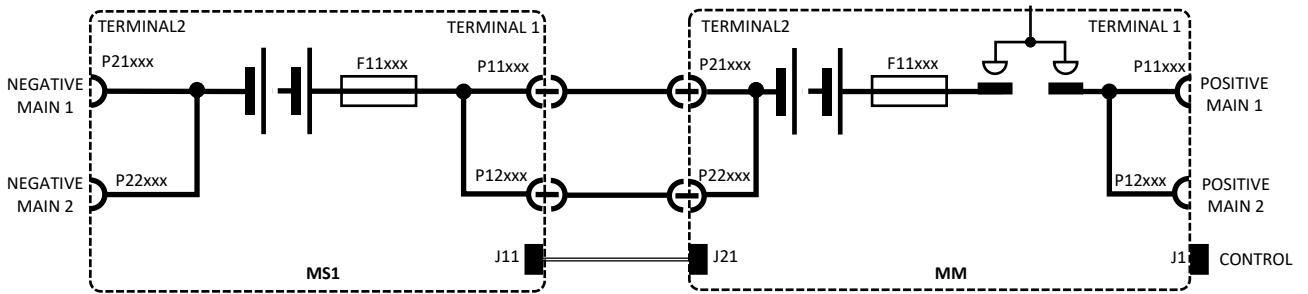 TERMINAL2
TERMINAL 1
TERMINAL2
TERMINAL 1
P21xxx
F11xxx
P11xxx
P21xxx
F11xxx
P11xxx
NEGATIVE
MAIN 1
POSITIVE
MAIN 1
P22xxx
P12xxx
P22xxx
P12xxx
NEGATIVE
MAIN 2
POSITIVE
MAIN 2
J11
J21
J1
CONTROL
MS1
MM